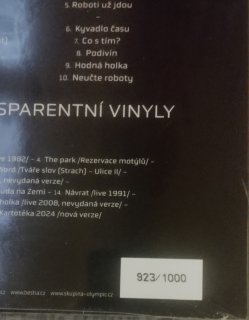 5. Roboti už jdou
–
6. Kyvadlo času
7. Co s tím?
8. Podivín
9. Hodná holka
10. Neučte roboty
SPARENTNÍ VINYLY
ve 1982/ – 4. The park /Rezervace motýlů/ –
/Tváře slov (Strach) – Ulice II/ –
, nevydaná verze/ –
uda na Zemi – 14. Návrat /live 1991/ –
holka /live 2008, nevydaná verze/ –
Kartotéka 2024 /nová verze/
923/1000
www.bestia.cz www.skupina-olympic.cz